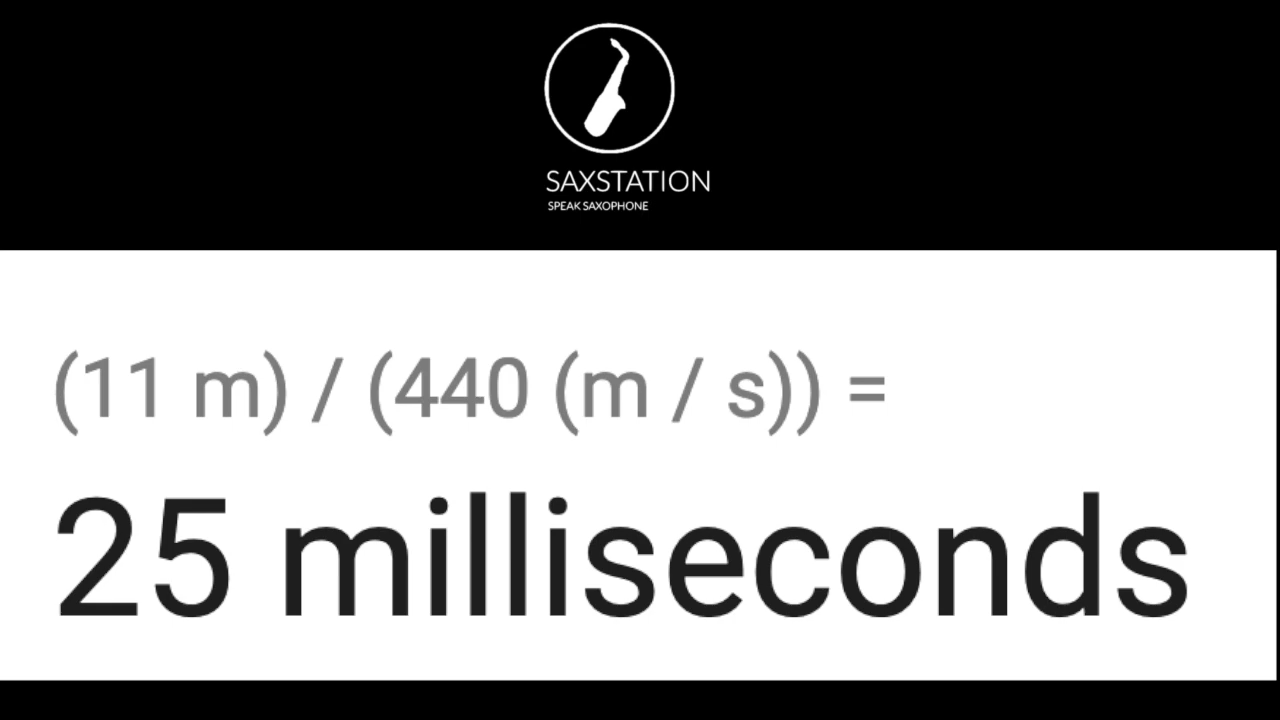 SAXSTATION
SPEAK SAXOPHONE
(11 m) / (440 (m / s)) =
25 milliseconds